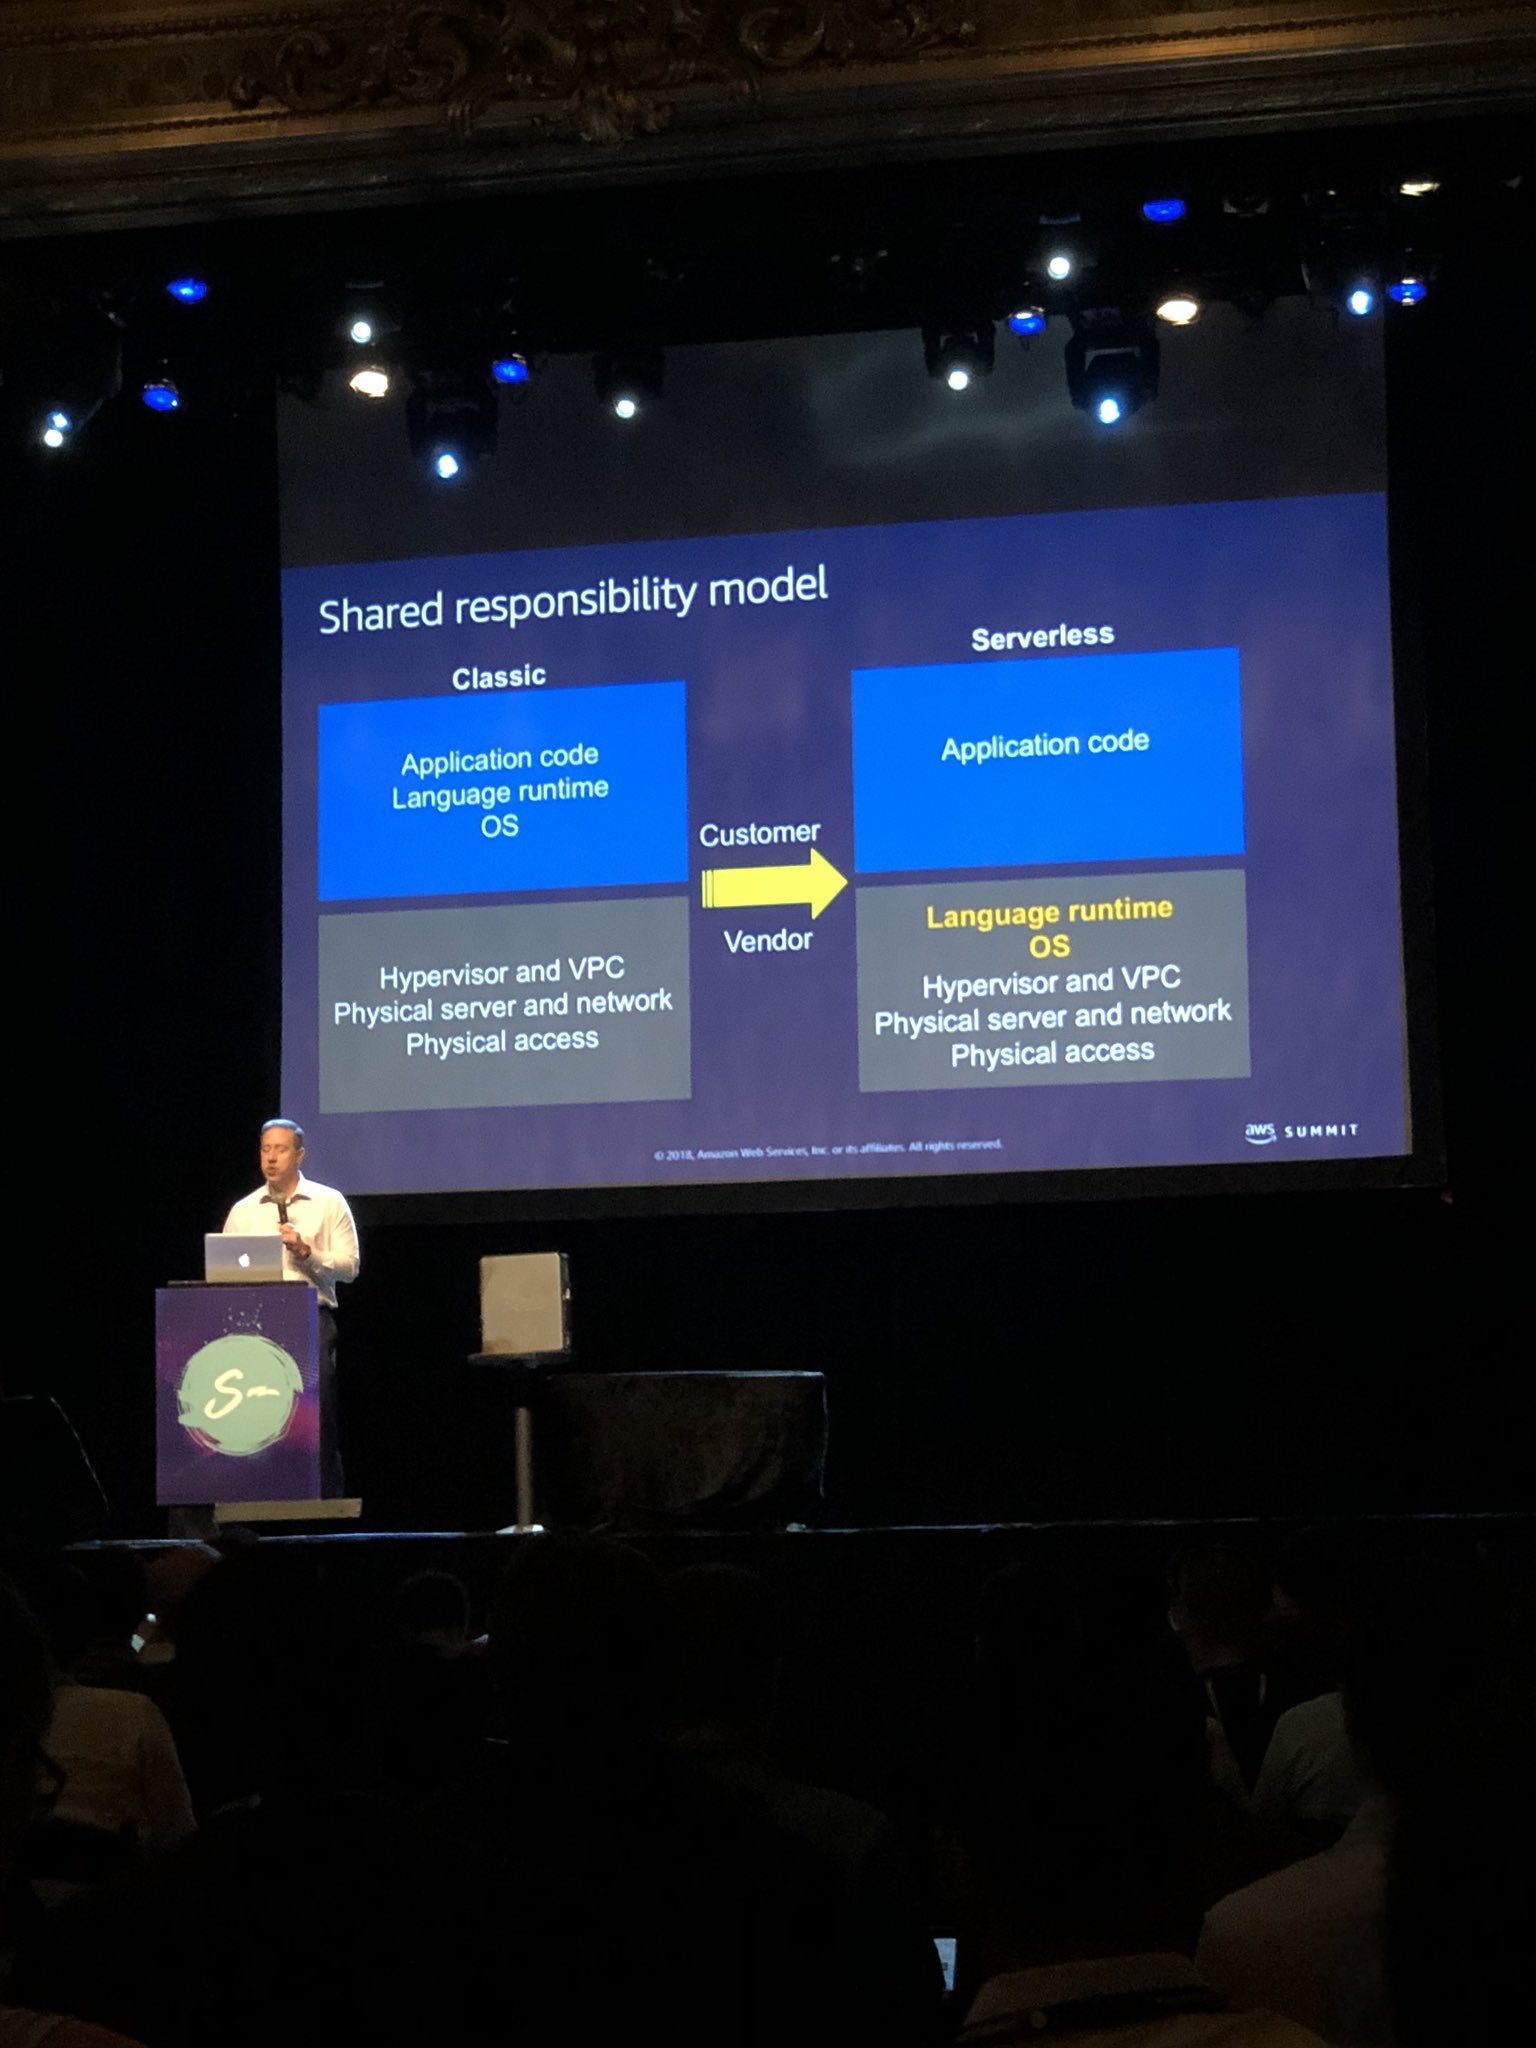 Shared responsibility model
Classic
Application code
Language runtime
OS
Hypervisor and VPC
Physical server and network
Physical access
Customer
Vendor
Serverless
Application code
Language runtime
OS
Hypervisor and VPC
Physical server and network
Physical access
© 2018, Amazon Web Services, Inc. or its affiliates. All rights reserved.
aws SUMMIT